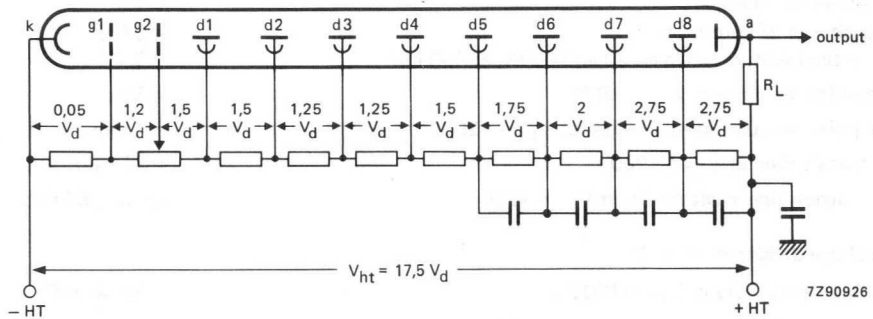 k g1 g2 d1 d2 d3 d4 d5 d6 d7 d8 a output
R_L
0,05 1,2 1,5 1,5 1,25 1,25 1,5 1,75 2 2,75 2,75
V_d V_d V_d V_d V_d V_d V_d V_d V_d V_d V_d
V_ht = 17,5 V_d
– HT + HT 7Z90926